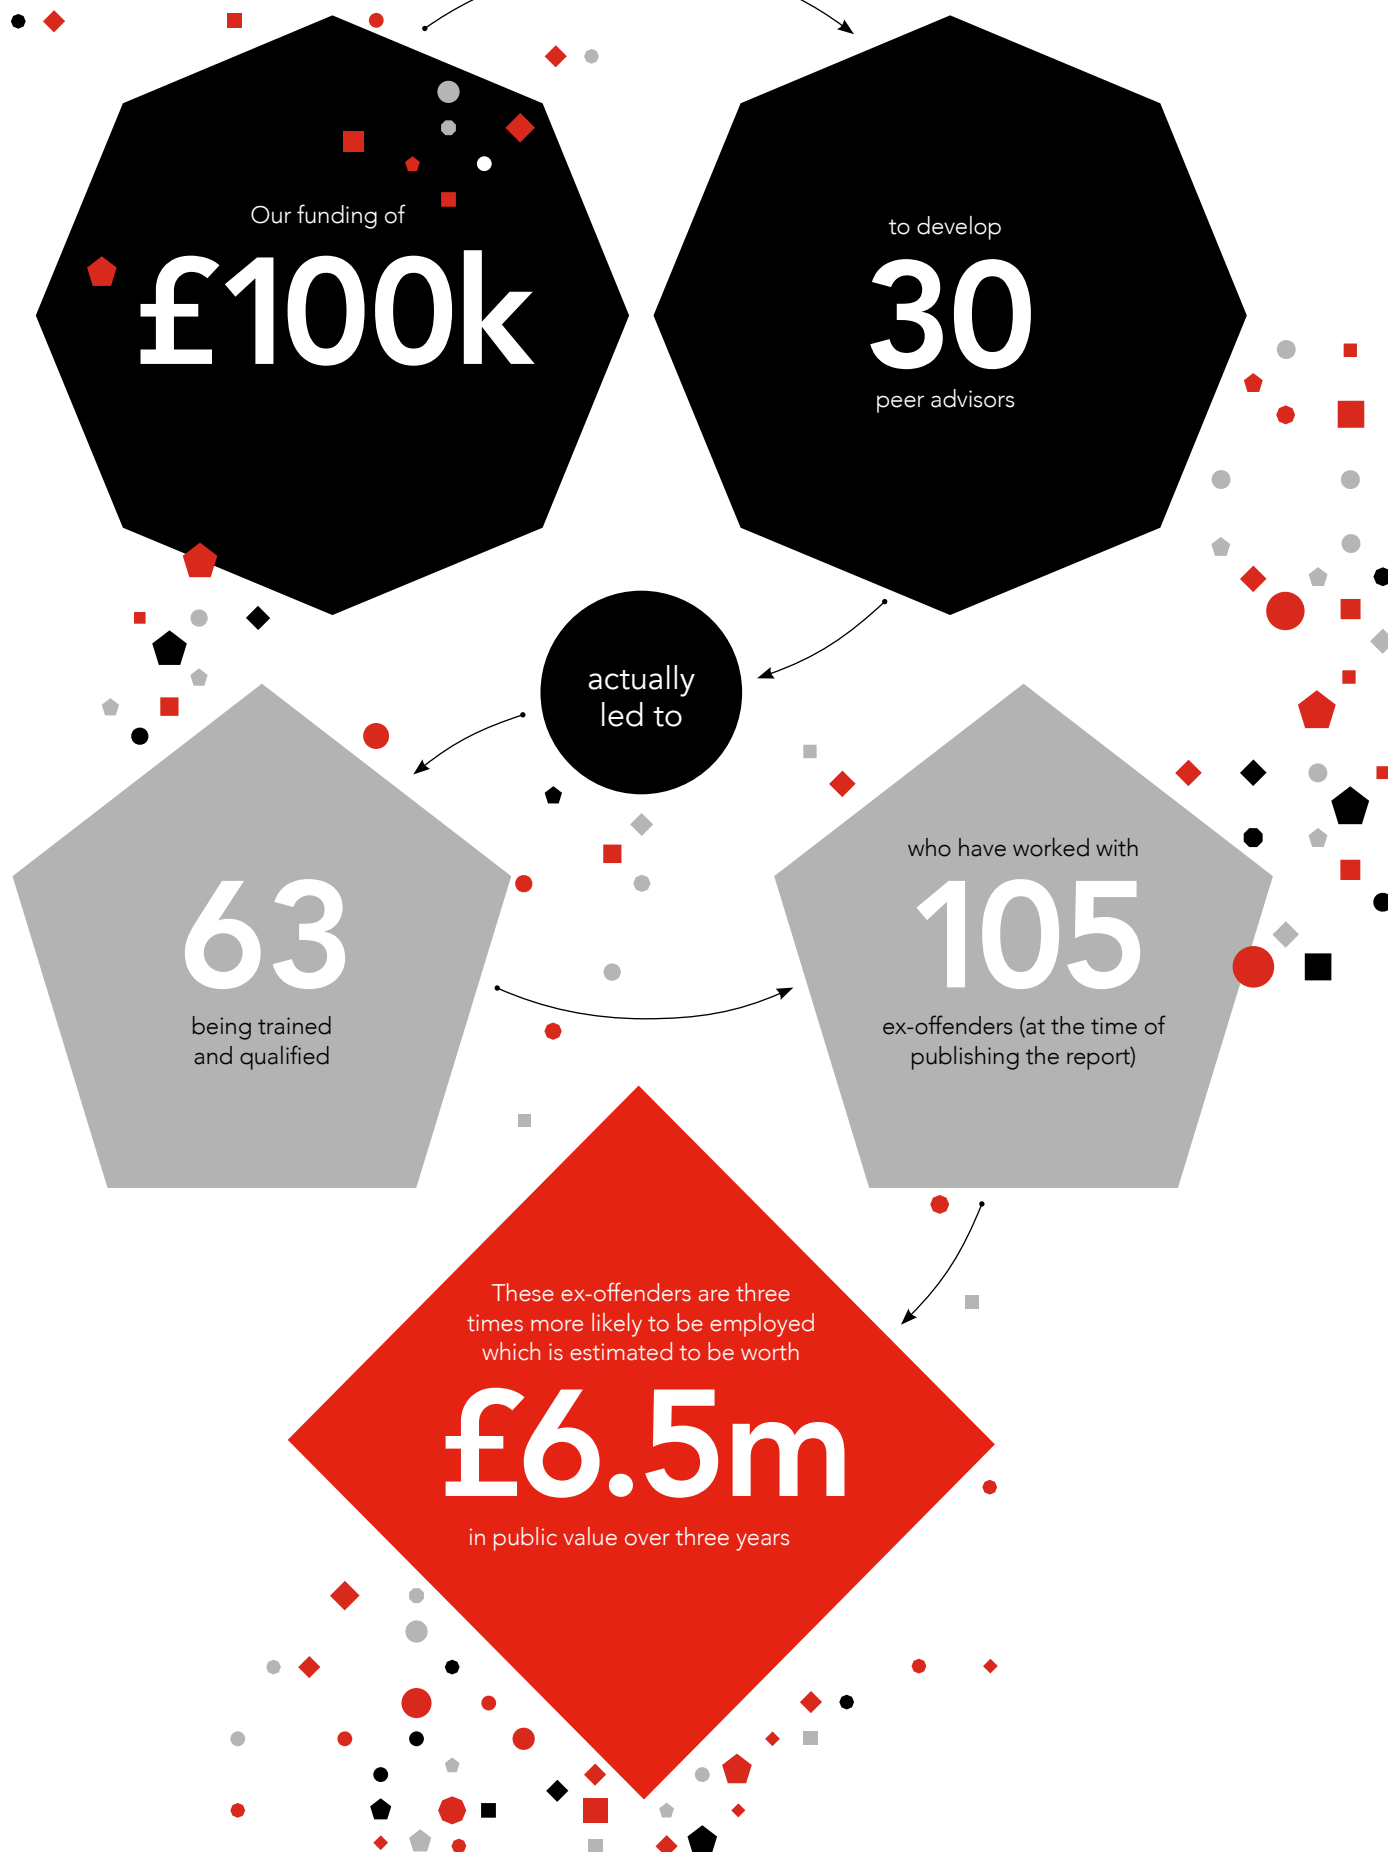 Our funding of
£100k
to develop
30
peer advisors
actually
led to
63
being trained
and qualified
who have worked with
105
ex-offenders (at the time of
publishing the report)
These ex-offenders are three
times more likely to be employed
which is estimated to be worth
£6.5m
in public value over three years